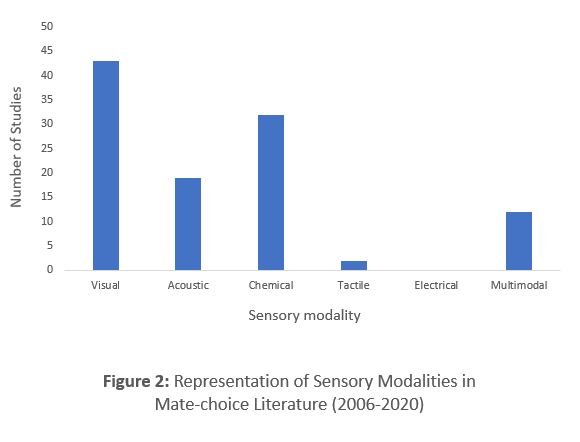 50
45
40
35
30
25
20
15
10
5
0
Number of Studies
Visual Acoustic Chemical Tactile Electrical Multimodal
Sensory modality
Figure 2: Representation of Sensory Modalities in
Mate-choice Literature (2006-2020)